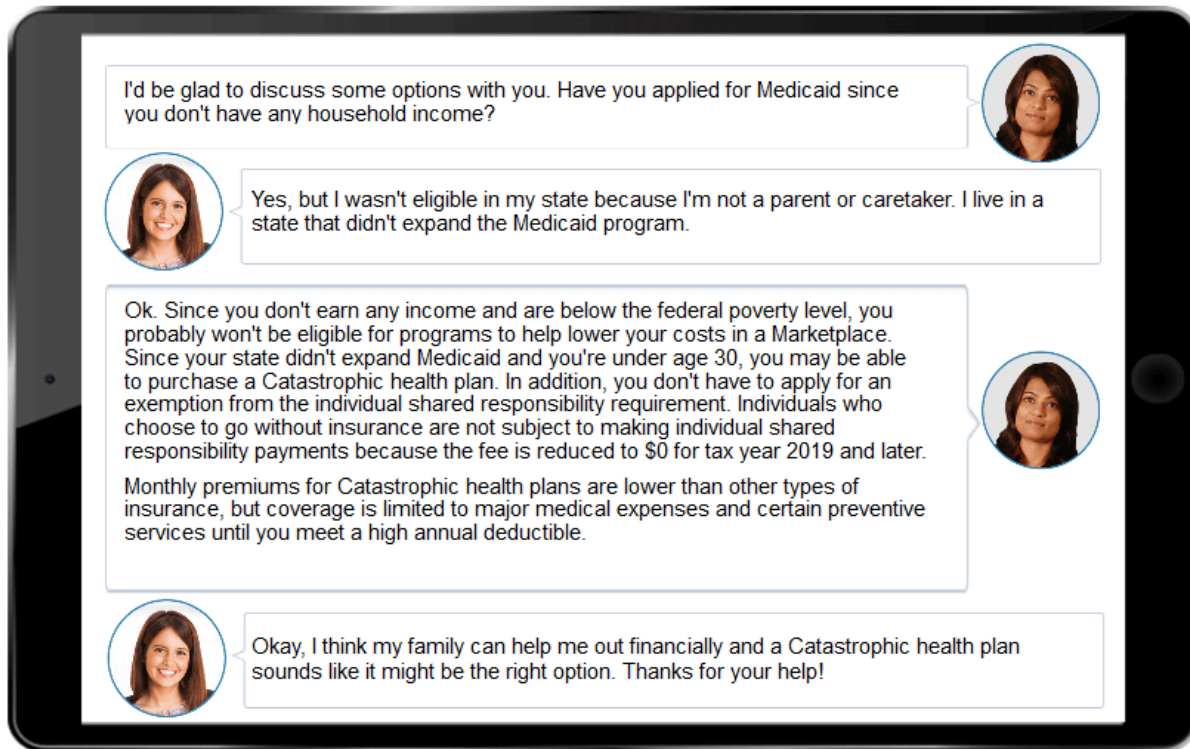 I'd be glad to discuss some options with you. Have you applied for Medicaid since
you don't have any household income?
Yes, but I wasn't eligible in my state because I'm not a parent or caretaker. I live in a
state that didn't expand the Medicaid program.
Ok. Since you don't earn any income and are below the federal poverty level, you
probably won't be eligible for programs to help lower your costs in a Marketplace.
Since your state didn't expand Medicaid and you're under age 30, you may be able
to purchase a Catastrophic health plan. In addition, you don't have to apply for an
exemption from the individual shared responsibility requirement. Individuals who
choose to go without insurance are not subject to making individual shared
responsibility payments because the fee is reduced to $0 for tax year 2019 and later.
Monthly premiums for Catastrophic health plans are lower than other types of
insurance, but coverage is limited to major medical expenses and certain preventive
services until you meet a high annual deductible.
Okay, I think my family can help me out financially and a Catastrophic health plan
sounds like it might be the right option. Thanks for your help!